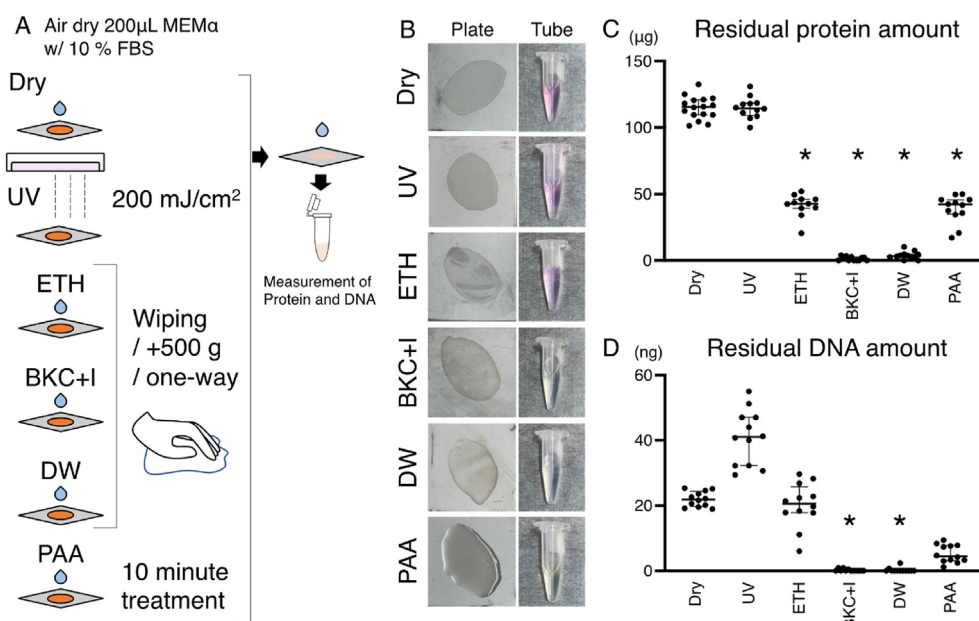 A
Air dry 200μL MEMα
w/ 10 % FBS
Dry
UV
200 mJ/cm²
ETH
BKC+I
DW
PAA
Wiping
/ +500 g
/ one-way
10 minute
treatment
Measurement of
Protein and DNA
B
Plate Tube
Dry
UV
ETH
BKC+I
DW
PAA
C
(μg)
Residual protein amount
150
100
50
0
* * * *
Dry UV ETH BKC+I DW PAA
D
(ng)
Residual DNA amount
60
40
20
0
* *
Dry UV ETH BKC+I DW PAA